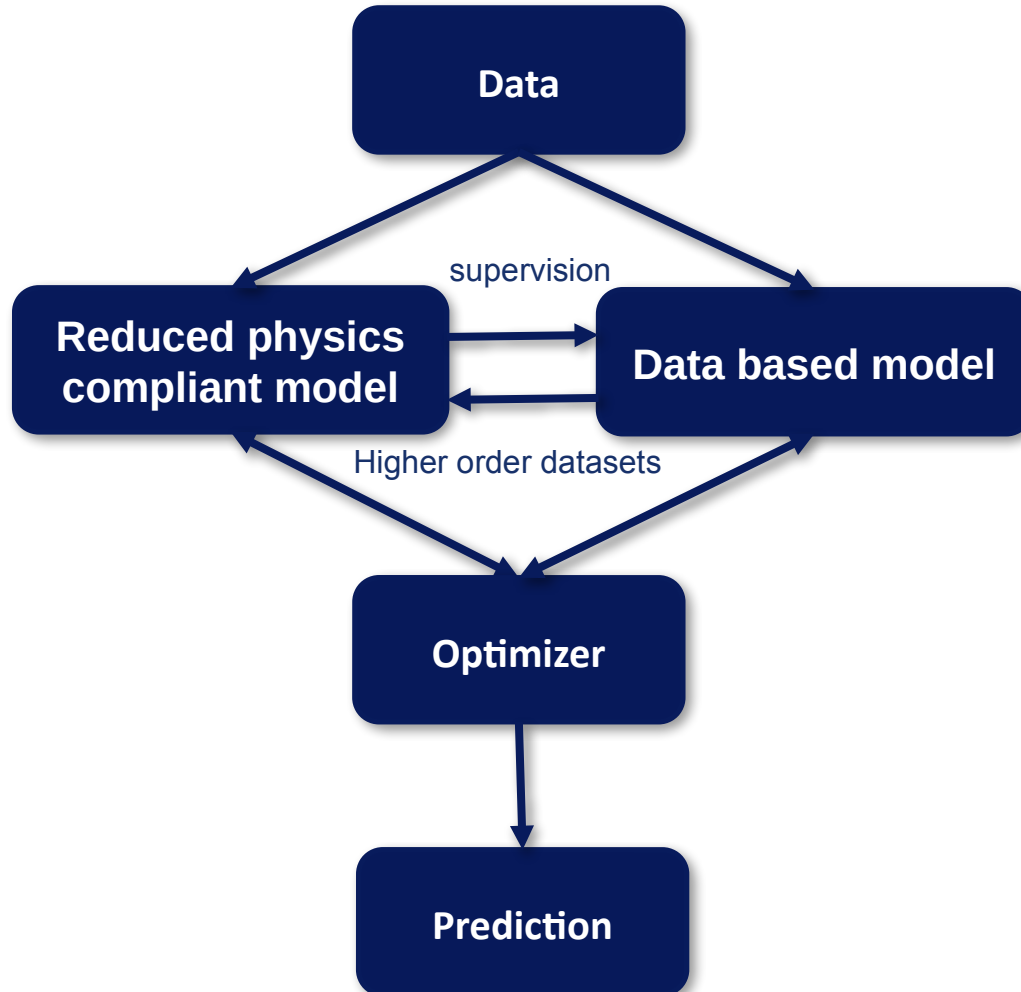 Data
supervision
Reduced physics
compliant model
Data based model
Higher order datasets
Optimizer
Prediction